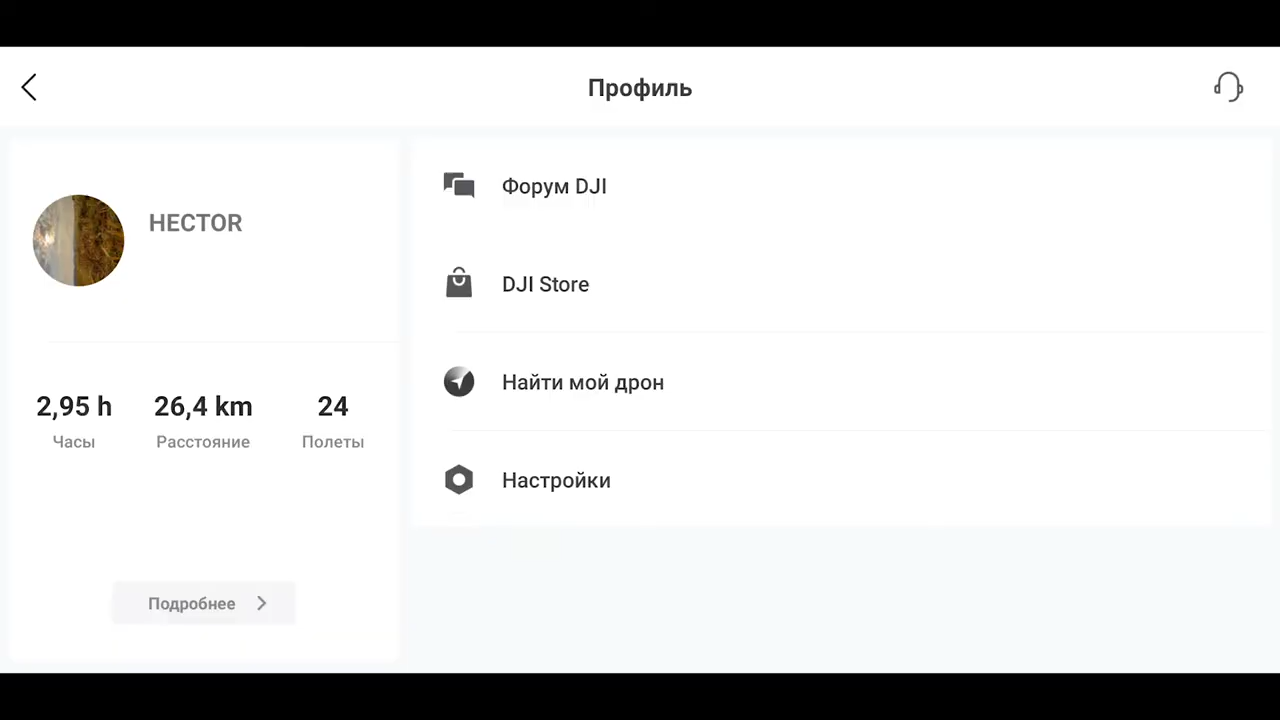 Профиль
HECTOR
2,95 h
26,4 km
24
Часы
Расстояние
Полеты
Подробнее
Форум DJI
DJI Store
Найти мой дрон
Настройки